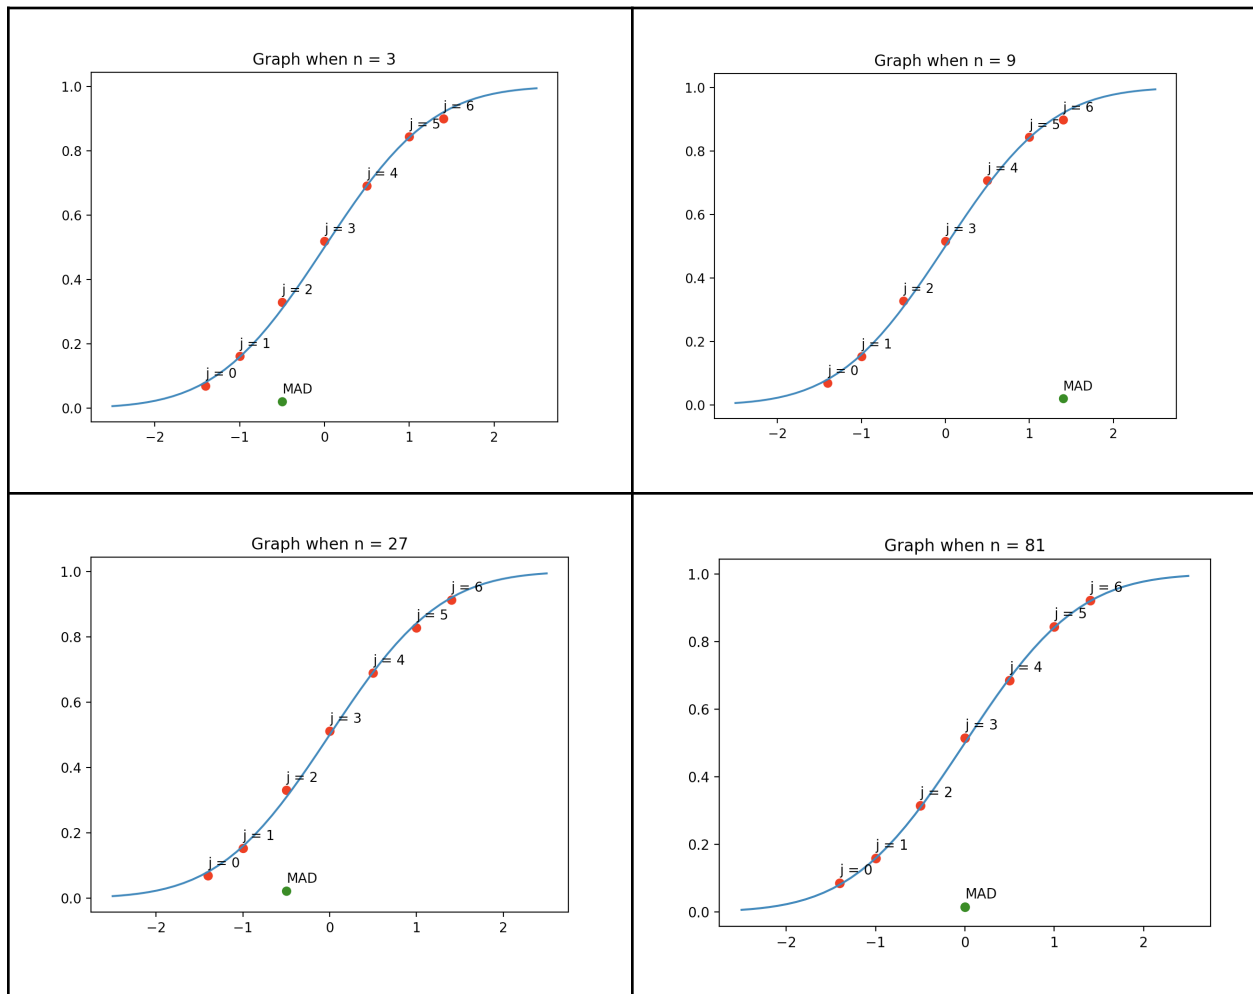 Graph when n = 3
1.0
0.8
0.6
0.4
0.2
0.0
j = 0
j = 1
j = 2
j = 3
j = 4
j = 5
j = 6
MAD
−2 −1 0 1 2
Graph when n = 9
1.0
0.8
0.6
0.4
0.2
0.0
j = 0
j = 1
j = 2
j = 3
j = 4
j = 5
j = 6
MAD
−2 −1 0 1 2
Graph when n = 27
1.0
0.8
0.6
0.4
0.2
0.0
j = 0
j = 1
j = 2
j = 3
j = 4
j = 5
j = 6
MAD
−2 −1 0 1 2
Graph when n = 81
1.0
0.8
0.6
0.4
0.2
0.0
j = 0
j = 1
j = 2
j = 3
j = 4
j = 5
j = 6
MAD
−2 −1 0 1 2